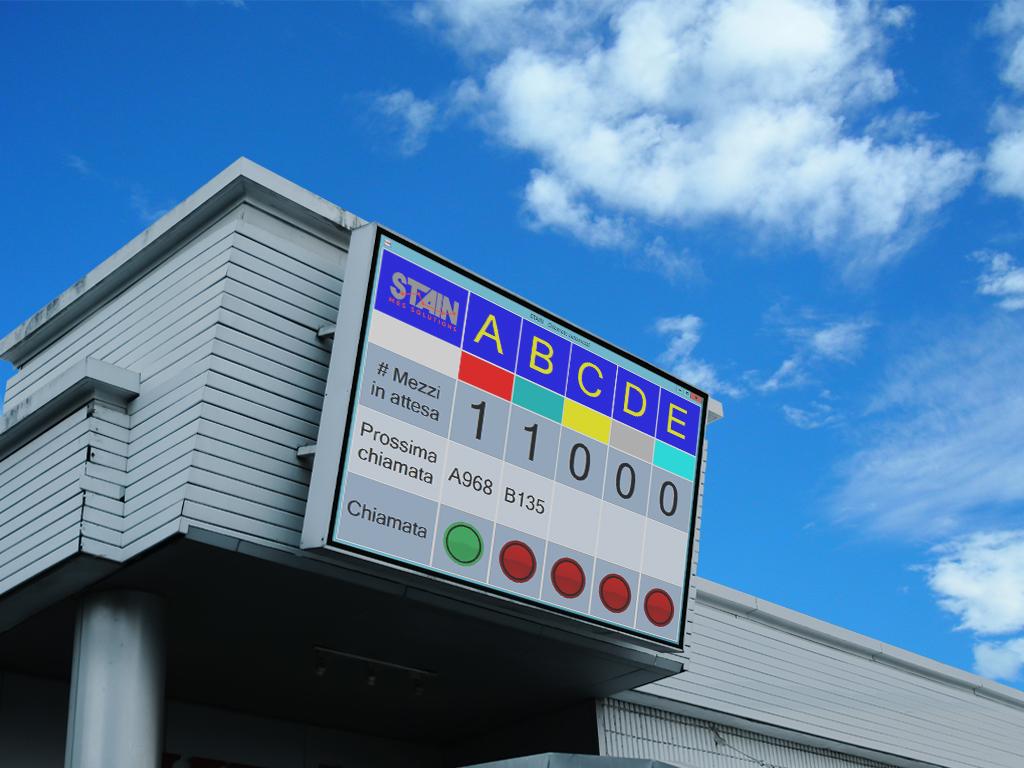 STAIN
MES SOLUTIONS
A B C D E
# Mezzi
in attesa
1 1 0 0 0
Prossima
chiamata
A968 B135
Chiamata